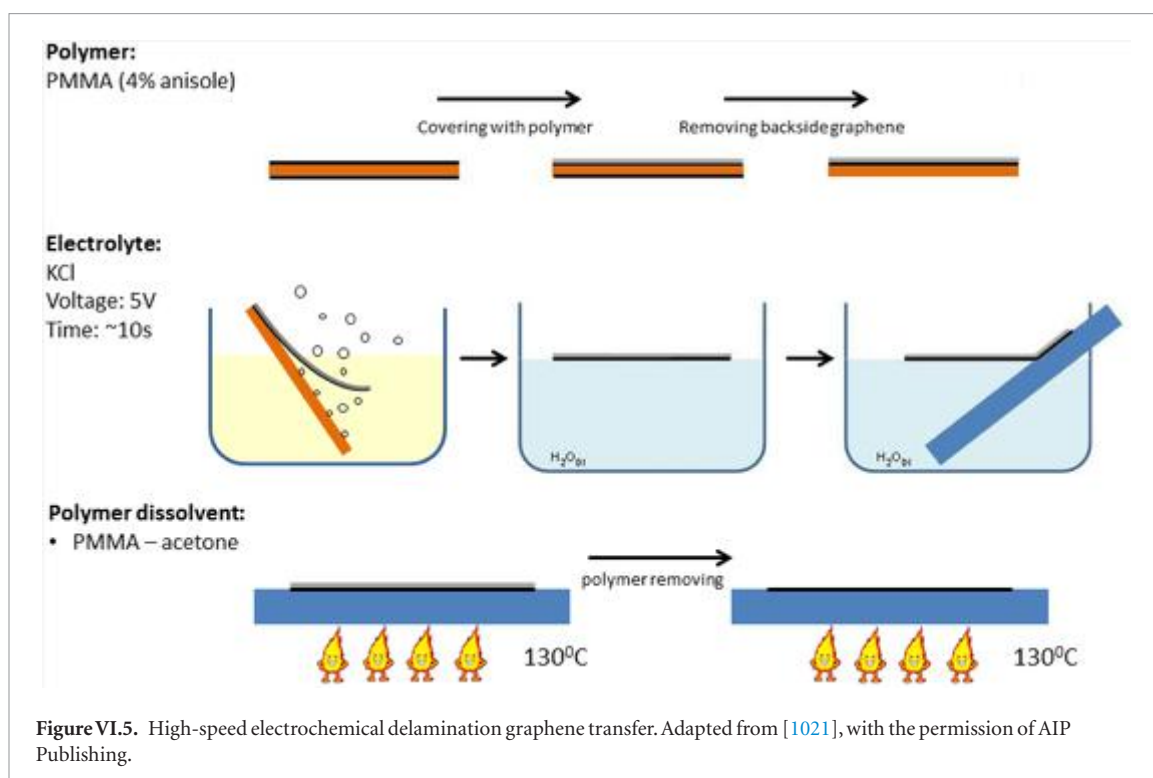 Polymer:
PMMA (4% anisole)
Covering with polymer
Removing backside graphene
Electrolyte:
KCl
Voltage: 5V
Time: ~10s
H₂O_DI
H₂O_DI
Polymer dissolvent:
• PMMA – acetone
polymer removing
130⁰C
130⁰C
Figure VI.5. High-speed electrochemical delamination graphene transfer. Adapted from [1021], with the permission of AIP
Publishing.